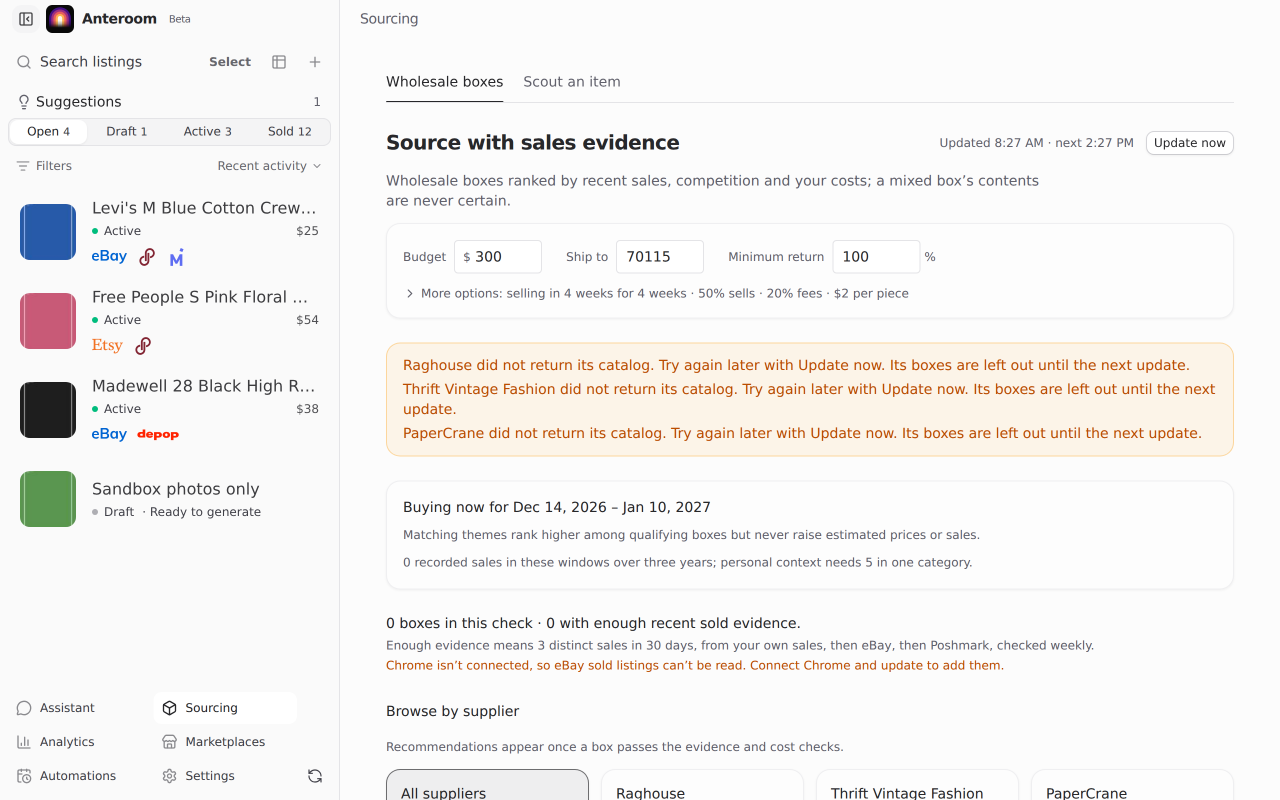 Anteroom Beta
Search listings Select
Suggestions 1
Open 4 Draft 1 Active 3 Sold 12
Filters Recent activity
Levi's M Blue Cotton Crew...
Active $25
eBay M
Free People S Pink Floral ...
Active $54
Etsy
Madewell 28 Black High R...
Active $38
eBay depop
Sandbox photos only
Draft · Ready to generate
Assistant Sourcing
Analytics Marketplaces
Automations Settings
Sourcing
Wholesale boxes Scout an item
Source with sales evidence Updated 8:27 AM · next 2:27 PM Update now
Wholesale boxes ranked by recent sales, competition and your costs; a mixed box’s contents
are never certain.
Budget $ 300 Ship to 70115 Minimum return 100 %
More options: selling in 4 weeks for 4 weeks · 50% sells · 20% fees · $2 per piece
Raghouse did not return its catalog. Try again later with Update now. Its boxes are left out until the next update.
Thrift Vintage Fashion did not return its catalog. Try again later with Update now. Its boxes are left out until the next
update.
PaperCrane did not return its catalog. Try again later with Update now. Its boxes are left out until the next update.
Buying now for Dec 14, 2026 – Jan 10, 2027
Matching themes rank higher among qualifying boxes but never raise estimated prices or sales.
0 recorded sales in these windows over three years; personal context needs 5 in one category.
0 boxes in this check · 0 with enough recent sold evidence.
Enough evidence means 3 distinct sales in 30 days, from your own sales, then eBay, then Poshmark, checked weekly.
Chrome isn’t connected, so eBay sold listings can’t be read. Connect Chrome and update to add them.
Browse by supplier
Recommendations appear once a box passes the evidence and cost checks.
All suppliers Raghouse Thrift Vintage Fashion PaperCrane